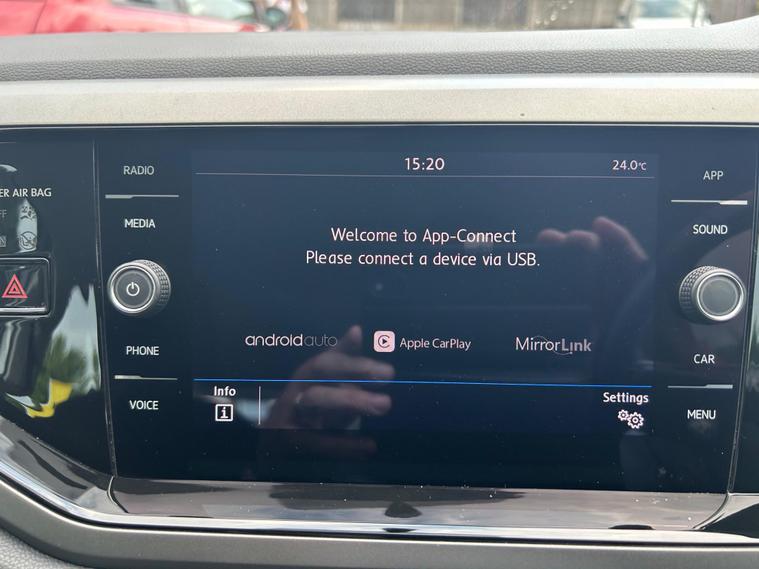 15:20
24.0°C
RADIO
APP
ER AIR BAG
MEDIA
SOUND
Welcome to App-Connect
Please connect a device via USB.
androidauto
Apple CarPlay
MirrorLink
PHONE
CAR
Info
Settings
VOICE
MENU